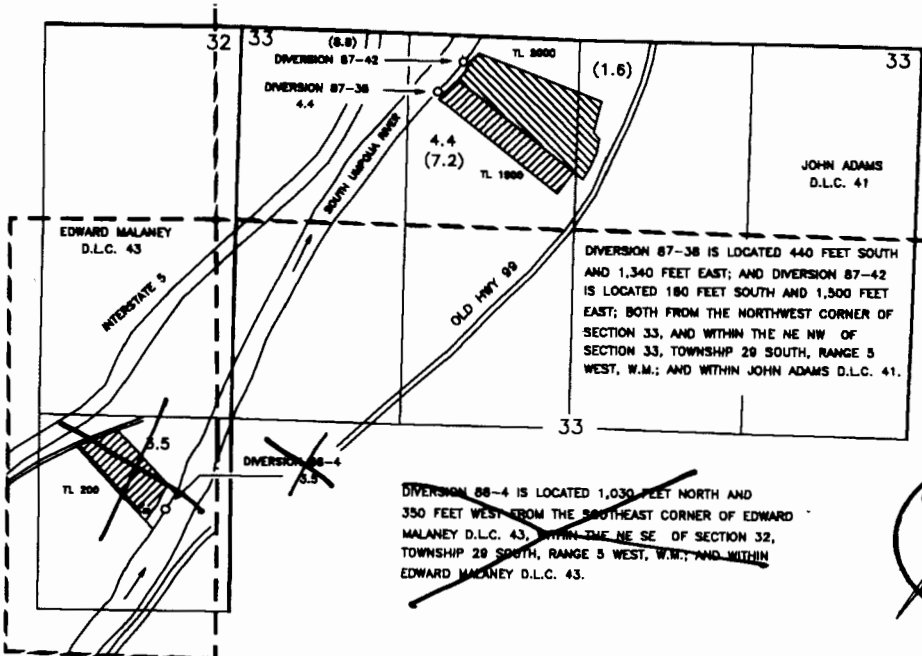 32 33
33
(8.8)
DIVERSION 87-42
DIVERSION 87-38
4.4
TL 2000
(1.6)
4.4
(7.2)
TL 1900
SOUTH UMPQUA RIVER
JOHN ADAMS
D.L.C. 41
EDWARD MALANEY
D.L.C. 43
INTERSTATE 5
OLD HWY 99
DIVERSION 87-38 IS LOCATED 440 FEET SOUTH
AND 1,340 FEET EAST; AND DIVERSION 87-42
IS LOCATED 180 FEET SOUTH AND 1,500 FEET
EAST; BOTH FROM THE NORTHWEST CORNER OF
SECTION 33, AND WITHIN THE NE NW OF
SECTION 33, TOWNSHIP 29 SOUTH, RANGE 5
WEST, W.M.; AND WITHIN JOHN ADAMS D.L.C. 41.
33
3.5
TL 200
DIVERSION 88-4
3.5
DIVERSION 88-4 IS LOCATED 1,030 FEET NORTH AND
350 FEET WEST FROM THE SOUTHEAST CORNER OF EDWARD
MALANEY D.L.C. 43, WITHIN THE NE SE OF SECTION 32,
TOWNSHIP 29 SOUTH, RANGE 5 WEST, W.M.; AND WITHIN
EDWARD MALANEY D.L.C. 43.